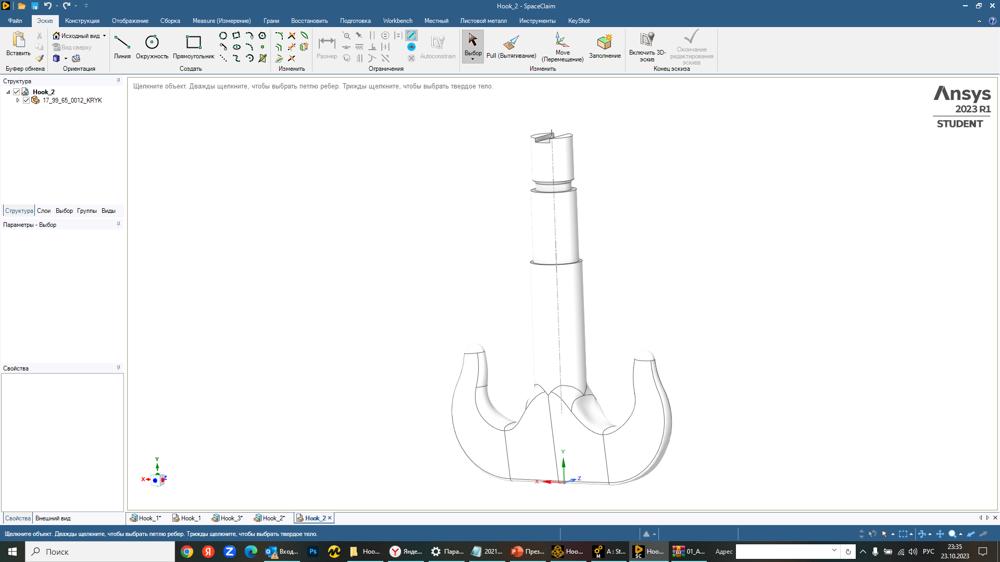 Hook_2 - SpaceClaim
Файл Эскиз Конструкция Отображение Сборка Measure (Измерение) Грани Восстановить Подготовка Workbench Местный Листовой металл Инструменты KeyShot
Вставить
Буфер обмена
Исходный вид
Вид сверху
Ориентация
Линия Окружность Прямоугольник
Создать
Изменить
Размер
Autoconstrain
Ограничения
Выбор Pull (Вытягивание) Move (Перемещение) Заполнение
Изменить
Включить 3D-эскиз
Окончание редактирования эскиза
Конец эскиза
Структура
Hook_2
17_99_65_0012_KRYK
Структура Слои Выбор Группы Виды
Параметры - Выбор
Свойства
Свойства Внешний вид
Щелкните объект. Дважды щелкните, чтобы выбрать петлю ребер. Трижды щелкните, чтобы выбрать твердое тело.
Ansys
2023 R1
STUDENT
Y
X
Z
Y
X
Z
Hook_1* Hook_1 Hook_3* Hook_2* Hook_2
Щелкните объект. Дважды щелкните, чтобы выбрать петлю ребер. Трижды щелкните, чтобы выбрать твердое тело.
Поиск
Вход... Ps Hoo... Янде... Пара... 2021... През... Hoo... A : St... Hoo... 01_A... Адрес РУС
23:35
23.10.2023